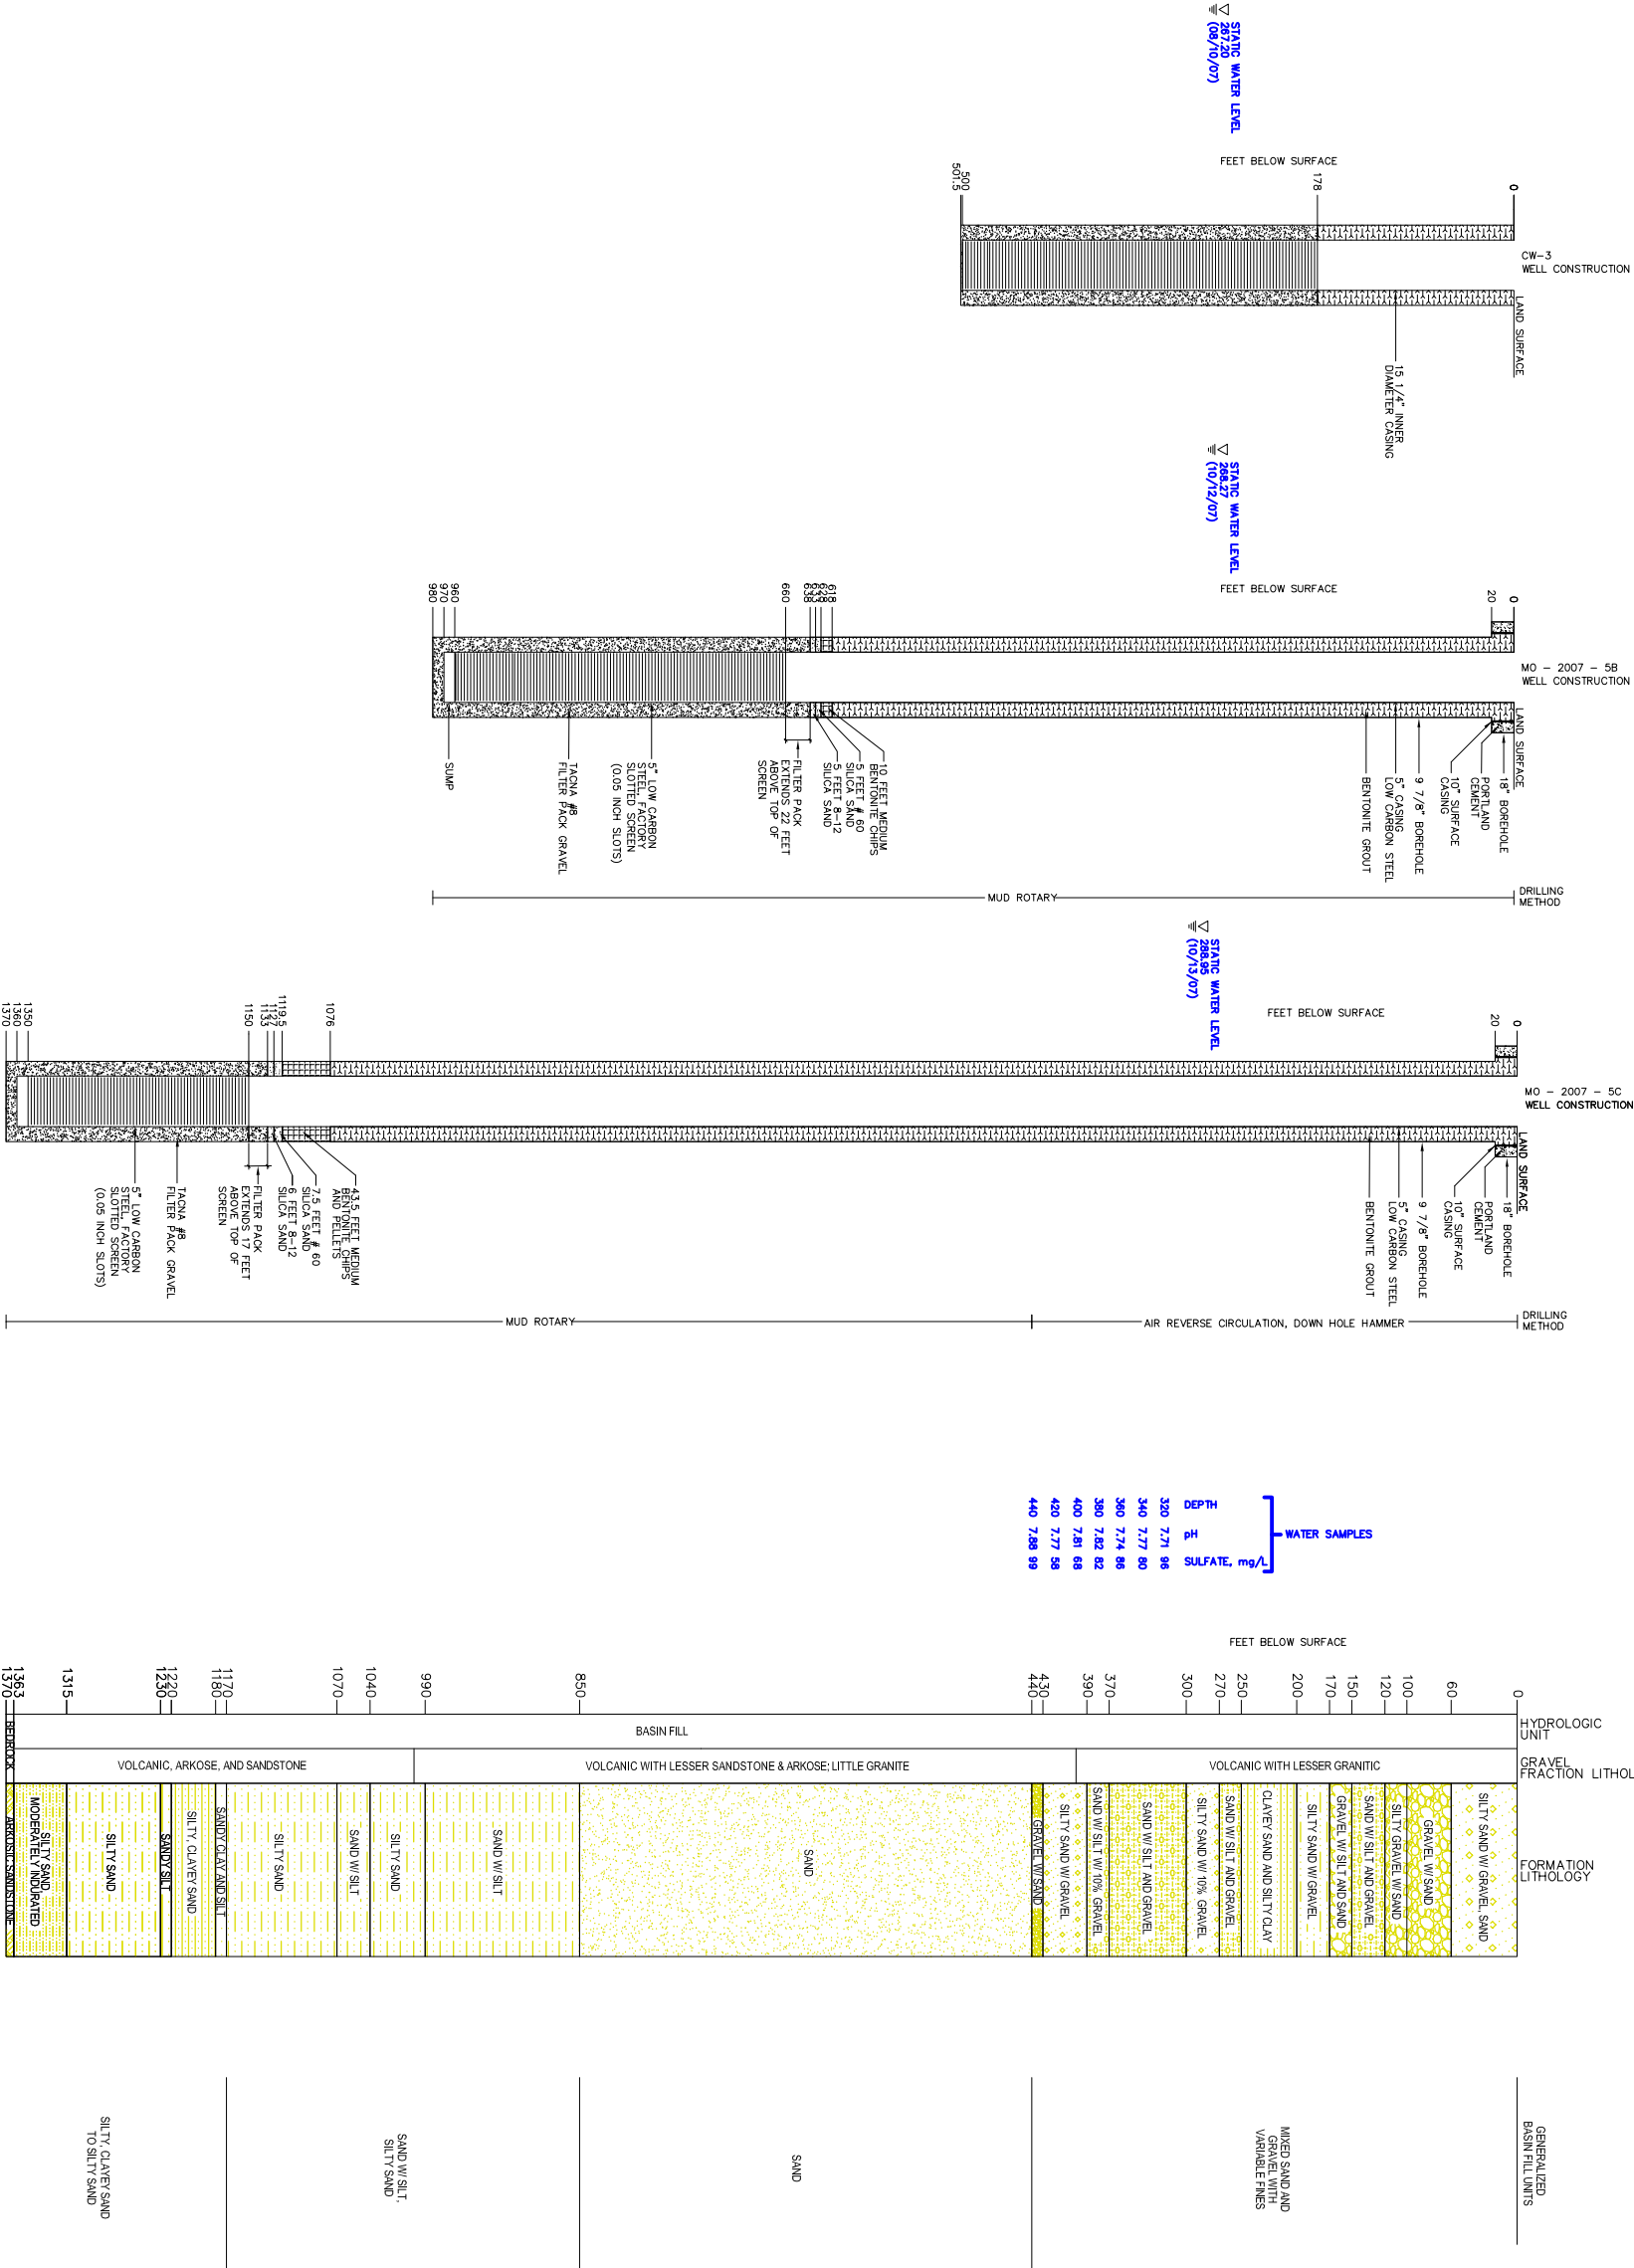 STATIC WATER LEVEL
267.20
(08/10/07)
FEET BELOW SURFACE
0
178
500
501.5
CW-3
WELL CONSTRUCTION
LAND SURFACE
15 1/4" INNER
DIAMETER CASING
STATIC WATER LEVEL
268.27
(10/12/07)
FEET BELOW SURFACE
0
20
618
628
633
638
660
960
970
980
MO - 2007 - 5B
WELL CONSTRUCTION
LAND SURFACE
18" BOREHOLE
PORTLAND
CEMENT
10" SURFACE
CASING
9 7/8" BOREHOLE
5" CASING
LOW CARBON STEEL
BENTONITE GROUT
10 FEET MEDIUM
BENTONITE CHIPS
5 FEET # 60
SILICA SAND
5 FEET 8-12
SILICA SAND
FILTER PACK
EXTENDS 22 FEET
ABOVE TOP OF
SCREEN
5" LOW CARBON
STEEL, FACTORY
SLOTTED SCREEN
(0.05 INCH SLOTS)
TACNA #8
FILTER PACK GRAVEL
SUMP
DRILLING
METHOD
MUD ROTARY
STATIC WATER LEVEL
288.95
(10/13/07)
FEET BELOW SURFACE
0
20
1076
1119.5
1127
1133
1150
1350
1360
1370
MO - 2007 - 5C
WELL CONSTRUCTION
LAND SURFACE
18" BOREHOLE
PORTLAND
CEMENT
10" SURFACE
CASING
9 7/8" BOREHOLE
5" CASING
LOW CARBON STEEL
BENTONITE GROUT
43.5 FEET MEDIUM
BENTONITE CHIPS
AND PELLETS
7.5 FEET # 60
SILICA SAND
6 FEET 8-12
SILICA SAND
FILTER PACK
EXTENDS 17 FEET
ABOVE TOP OF
SCREEN
TACNA #8
FILTER PACK GRAVEL
5" LOW CARBON
STEEL, FACTORY
SLOTTED SCREEN
(0.05 INCH SLOTS)
DRILLING
METHOD
AIR REVERSE CIRCULATION, DOWN HOLE HAMMER
MUD ROTARY
WATER SAMPLES
DEPTH pH SULFATE, mg/L
320 7.71 96
340 7.77 80
360 7.74 86
380 7.82 82
400 7.81 68
420 7.77 58
440 7.88 99
FEET BELOW SURFACE
0
60
100
120
150
170
200
250
270
300
370
390
430
440
850
990
1040
1070
1170
1180
1220
1230
1315
1363
1370
HYDROLOGIC
UNIT
BASIN FILL
BEDROCK
GRAVEL
FRACTION LITHOL
VOLCANIC WITH LESSER GRANITIC
VOLCANIC WITH LESSER SANDSTONE & ARKOSE; LITTLE GRANITE
VOLCANIC, ARKOSE, AND SANDSTONE
FORMATION
LITHOLOGY
SILTY SAND W/ GRAVEL, SAND
GRAVEL W/ SAND
SILTY GRAVEL W/ SAND
SAND W/ SILT AND GRAVEL
GRAVEL W/ SILT AND SAND
SILTY SAND W/ GRAVEL
CLAYEY SAND AND SILTY CLAY
SAND W/ SILT AND GRAVEL
SILTY SAND W/ 10% GRAVEL
SAND W/ SILT AND GRAVEL
SAND W/ SILT W/ 10% GRAVEL
SILTY SAND W/ GRAVEL
GRAVEL W/ SAND
SAND
SAND W/ SILT
SILTY SAND
SAND W/ SILT
SILTY SAND
SANDY CLAY AND SILT
SILTY, CLAYEY SAND
SANDY SILT
SILTY SAND
SILTY SAND,
MODERATELY INDURATED
ARKOSIC SANDSTONE
GENERALIZED
BASIN FILL UNITS
MIXED SAND AND
GRAVEL WITH
VARIABLE FINES
SAND
SAND W/ SILT,
SILTY SAND
SILTY, CLAYEY SAND
TO SILTY SAND